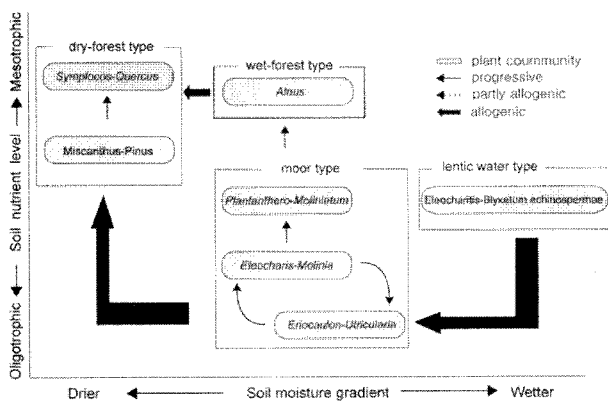 dry-forest type
Symplocos-Quercus
Miscanthus-Pinus
wet-forest type
Alnus
plant coummunity
progressive
partly allogenic
allogenic
moor type
Plantanthero-Molinietum
Eleocharis-Molinia
Eriocaulon-Utricularia
lentic water type
Eleocharitis-Blyxetum echinospermae
Oligotrophic
Soil nutrient level
Mesotrophic
Drier
Soil moisture gradient
Wetter